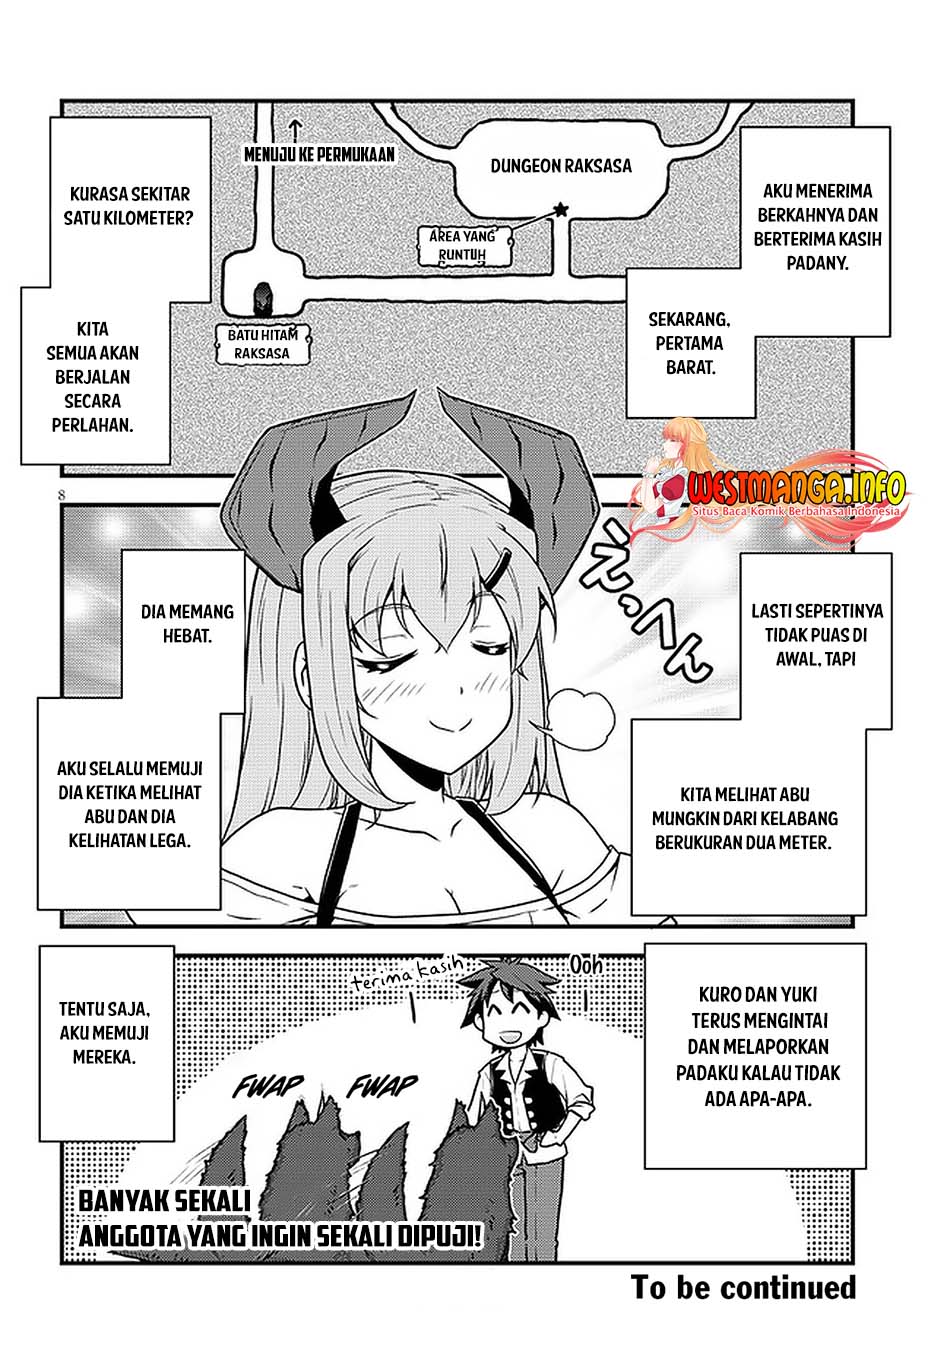 AKU MENERIMA
BERKAHNYA DAN
BERTERIMA KASIH
PADANY.
SEKARANG,
PERTAMA
BARAT.
DUNGEON RAKSASA
AREA YANG
RUNTUH
MENUJU KE PERMUKAAN
BATU HITAM
RAKSASA
KURASA SEKITAR
SATU KILOMETER?
KITA
SEMUA AKAN
BERJALAN
SECARA
PERLAHAN.
WESTMANGA.INFO
Situs Baca Komik Berbahasa Indonesia
8
LASTI SEPERTINYA
TIDAK PUAS DI
AWAL, TAPI
KITA MELIHAT ABU
MUNGKIN DARI KELABANG
BERUKURAN DUA METER.
えっへん
DIA MEMANG
HEBAT.
AKU SELALU MEMUJI
DIA KETIKA MELIHAT
ABU DAN DIA
KELIHATAN LEGA.
KURO DAN YUKI
TERUS MENGINTAI
DAN MELAPORKAN
PADAKU KALAU TIDAK
ADA APA-APA.
Ooh
terima kasih
FWAP
FWAP
TENTU SAJA,
AKU MEMUJI
MEREKA.
BANYAK SEKALI
ANGGOTA YANG INGIN SEKALI DIPUJI!
To be continued